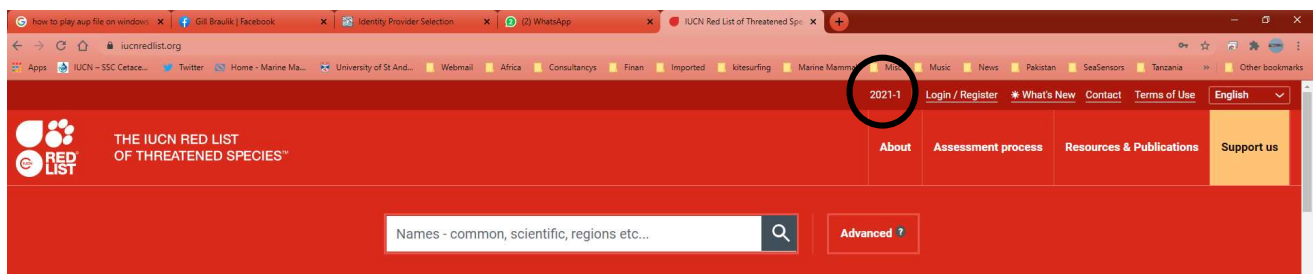 how to play aup file on windows
Gill Braulik | Facebook
Identity Provider Selection
(2) WhatsApp
IUCN Red List of Threatened Spe
iucnredlist.org
Apps IUCN – SSC Cetace... Twitter Home - Marine Ma... University of St And... Webmail Africa Consultancys Finan Imported kitesurfing Marine Mammal Misc Music News Pakistan SeaSensors Tanzania » Other bookmarks
2021-1 Login / Register What's New Contact Terms of Use English
RED LIST
THE IUCN RED LIST
OF THREATENED SPECIES™
About Assessment process Resources & Publications Support us
Names - common, scientific, regions etc... Advanced ?